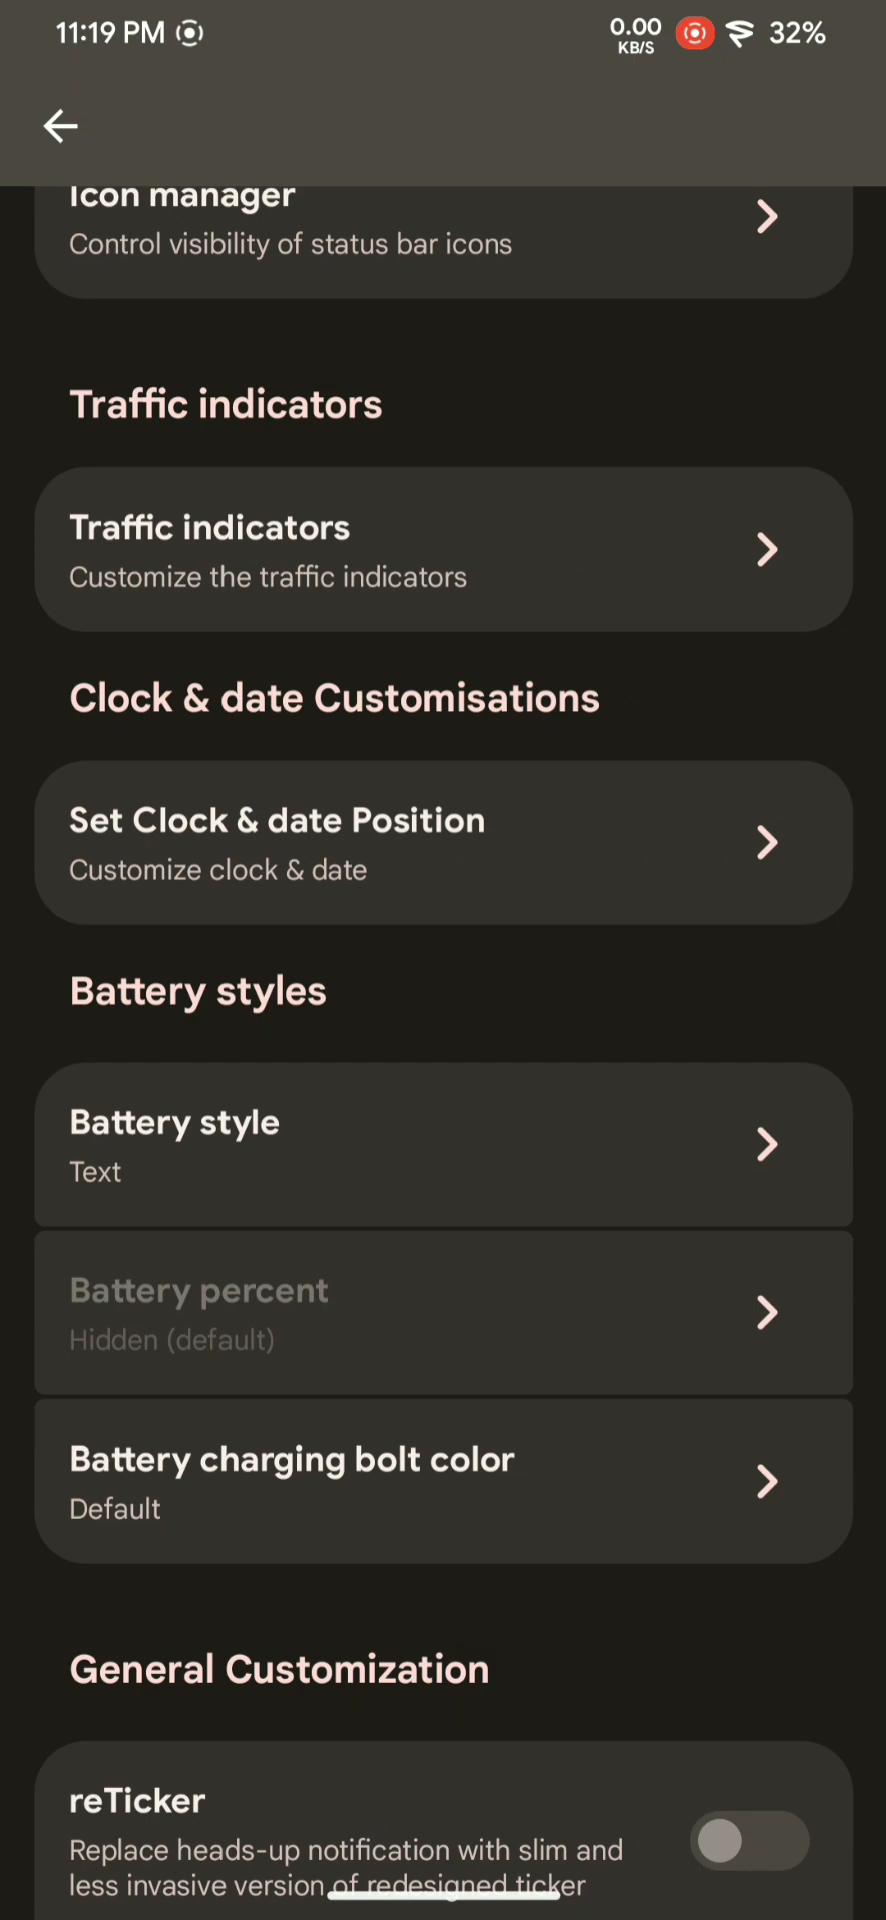 11:19 PM
0.00
KB/S
32%
Icon manager
Control visibility of status bar icons
Traffic indicators
Traffic indicators
Customize the traffic indicators
Clock & date Customisations
Set Clock & date Position
Customize clock & date
Battery styles
Battery style
Text
Battery percent
Hidden (default)
Battery charging bolt color
Default
General Customization
reTicker
Replace heads-up notification with slim and
less invasive version of redesigned ticker